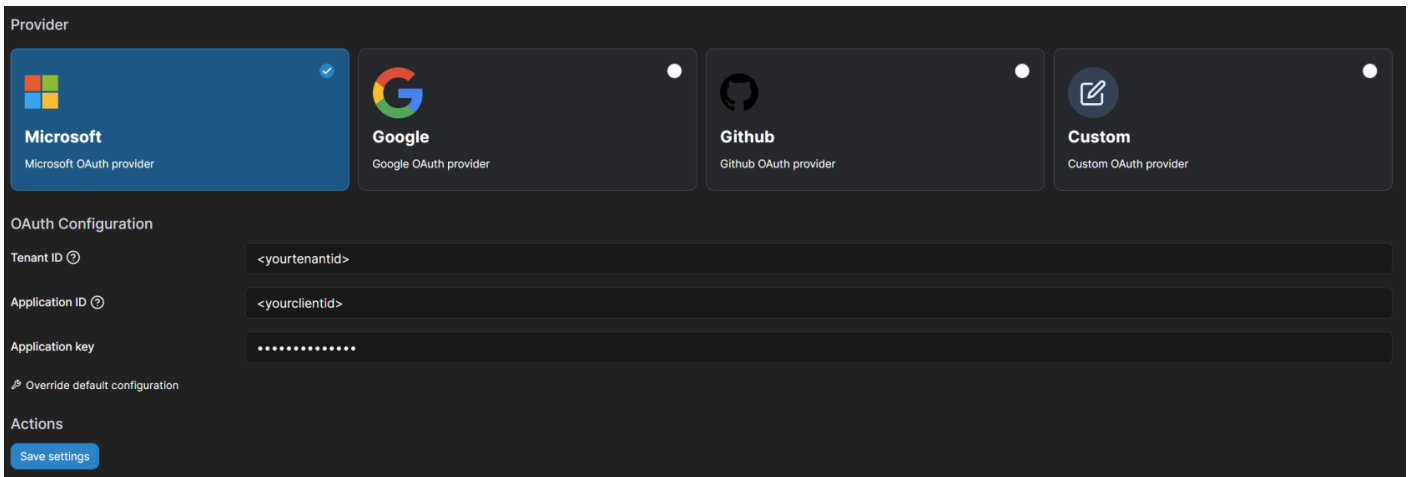 Provider
Microsoft
Microsoft OAuth provider
Google
Google OAuth provider
Github
Github OAuth provider
Custom
Custom OAuth provider
OAuth Configuration
Tenant ID
<yourtenantid>
Application ID
<yourclientid>
Application key
••••••••••••••
Override default configuration
Actions
Save settings